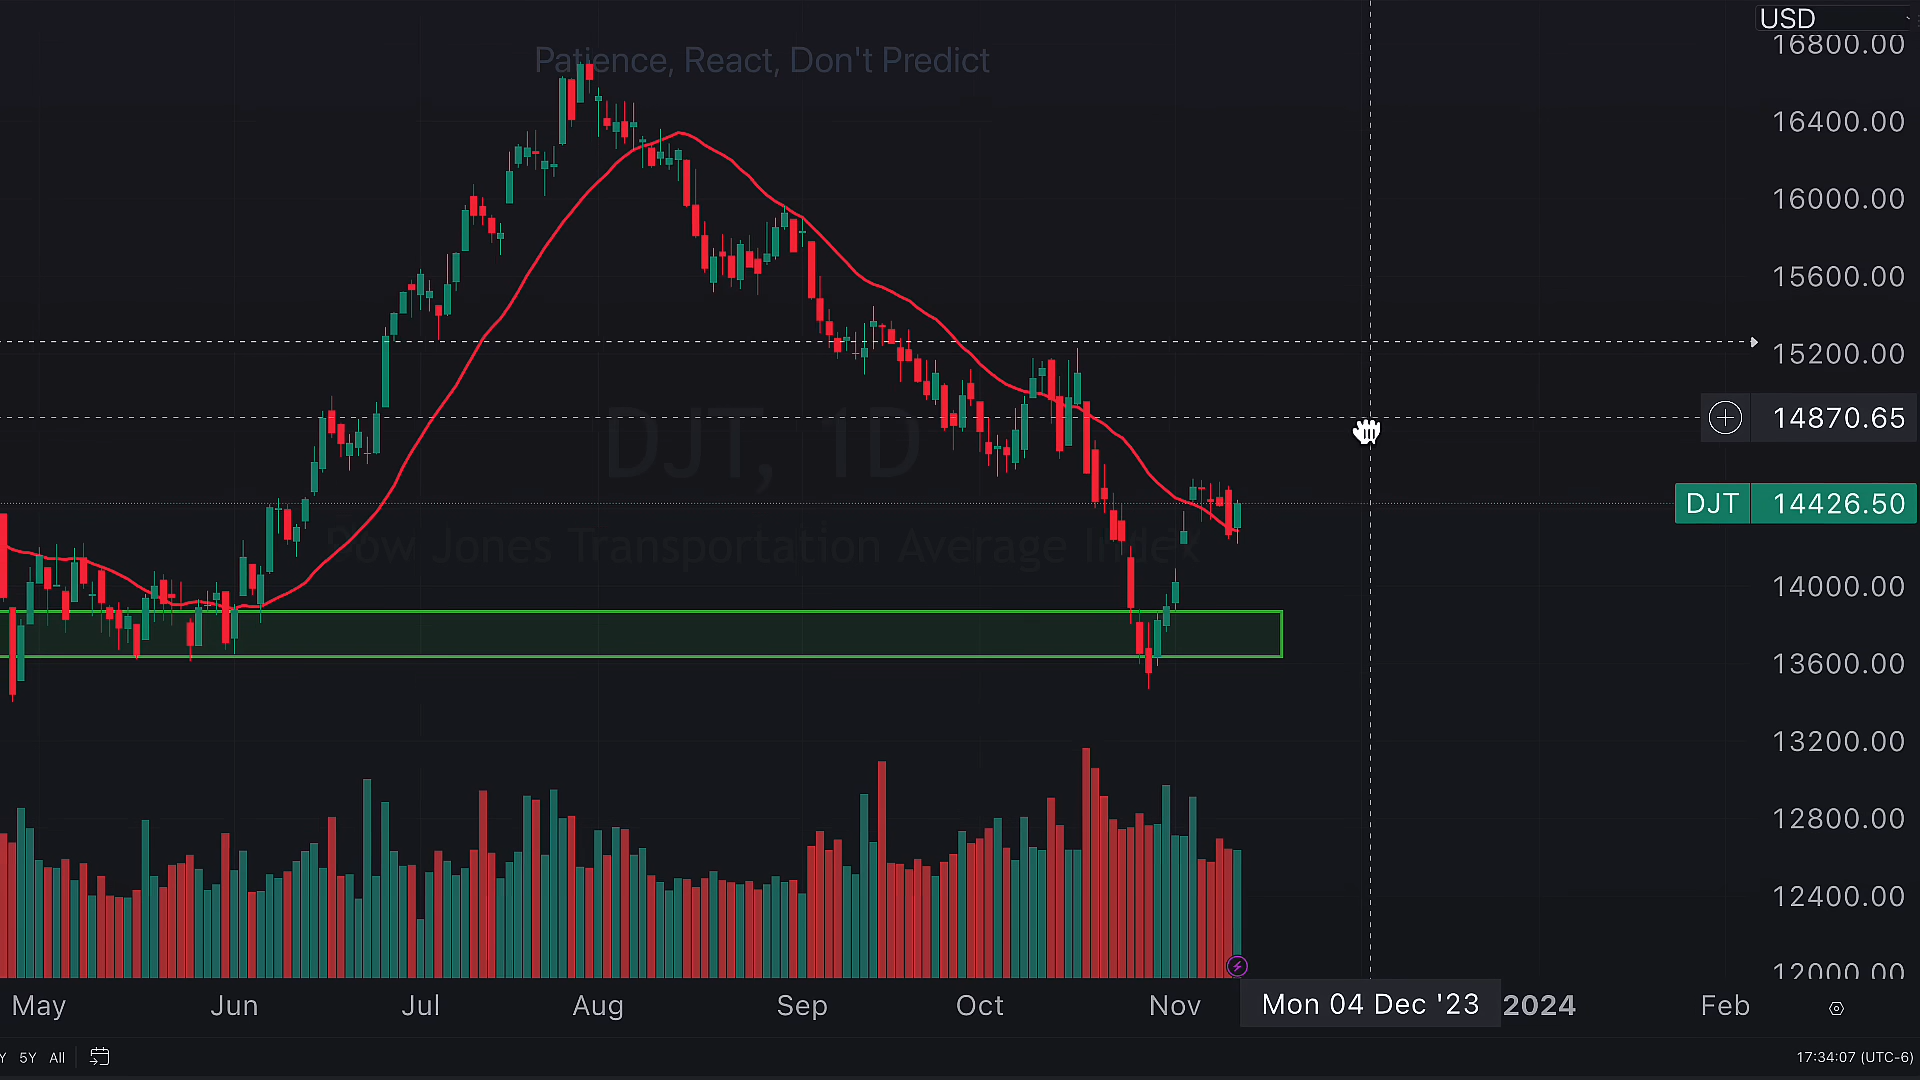 USD
16800.00
Patience, React, Don't Predict
16400.00
16000.00
15600.00
15200.00
14870.65
DJT, 1D
DJT 14426.50
Dow Jones Transportation Average Index
14000.00
13600.00
13200.00
12800.00
12400.00
12000.00
May Jun Jul Aug Sep Oct Nov Mon 04 Dec '23 2024 Feb
Y 5Y All
17:34:07 (UTC-6)